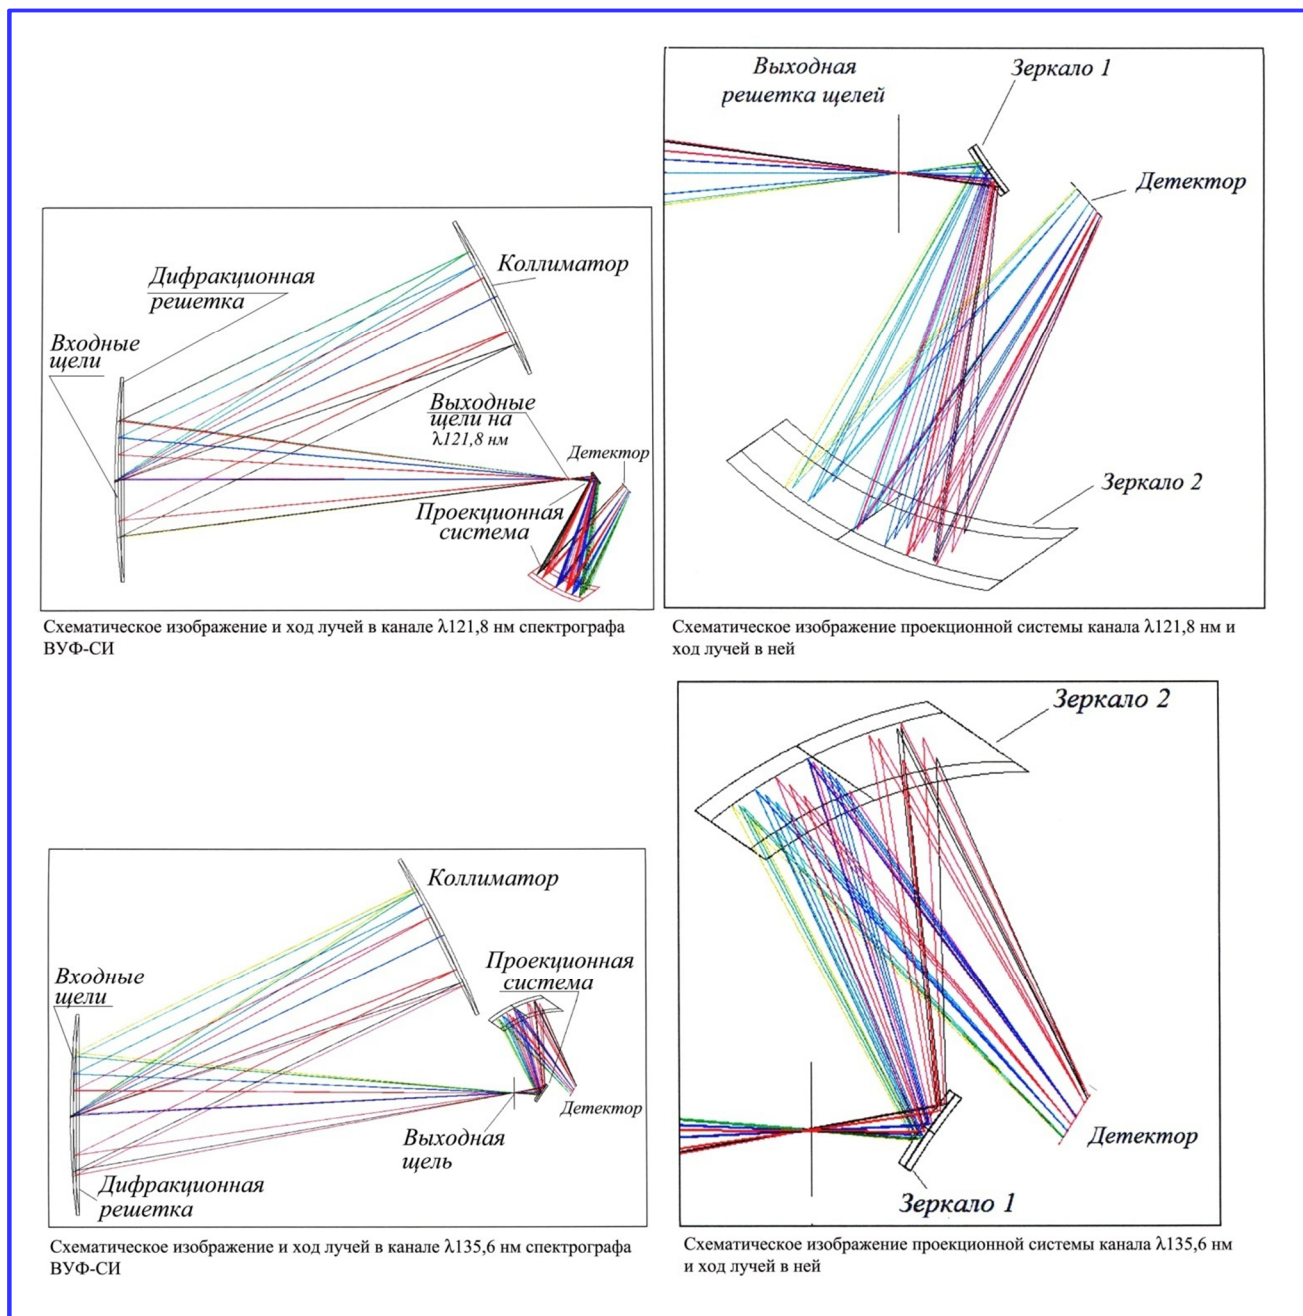 Выходная
решетка щелей
Зеркало 1
Детектор
Зеркало 2
Дифракционная
решетка
Коллиматор
Входные
щели
Выходные
щели на
λ121,8 нм
Детектор
Проекционная
система
Схематическое изображение и ход лучей в канале λ121,8 нм спектрографа
ВУФ-СИ
Схематическое изображение проекционной системы канала λ121,8 нм и
ход лучей в ней
Зеркало 2
Детектор
Зеркало 1
Коллиматор
Проекционная
система
Входные
щели
Детектор
Выходная
щель
Дифракционная
решетка
Схематическое изображение и ход лучей в канале λ135,6 нм спектрографа
ВУФ-СИ
Схематическое изображение проекционной системы канала λ135,6 нм
и ход лучей в ней